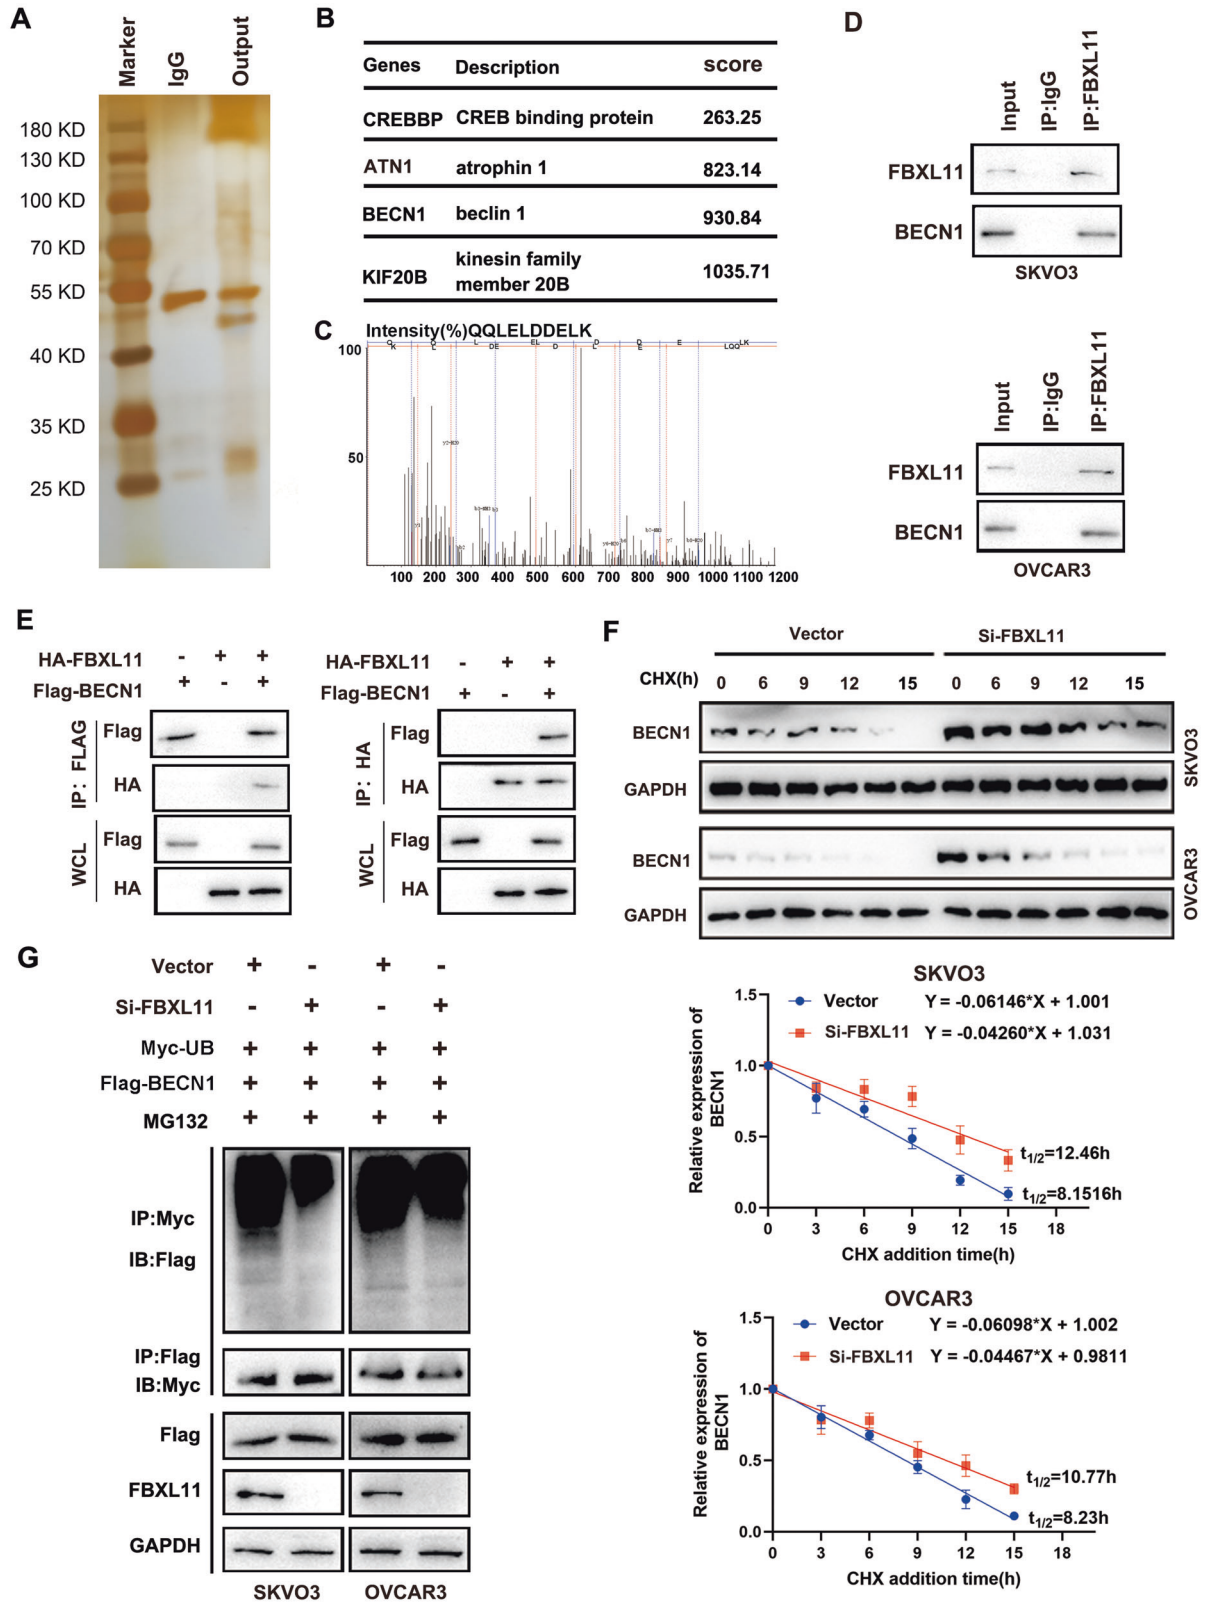 A
Marker
IgG
Output
180 KD
130 KD
100 KD
70 KD
55 KD
40 KD
35 KD
25 KD
B
Genes Description score
CREBBP CREB binding protein 263.25
ATN1 atrophin 1 823.14
BECN1 beclin 1 930.84
KIF20B kinesin family member 20B 1035.71
C
Intensity(%)QQLELDDELK
100
50
100 200 300 400 500 600 700 800 900 1000 1100 1200
D
Input
IP:IgG
IP:FBXL11
FBXL11
BECN1
SKVO3
Input
IP:IgG
IP:FBXL11
FBXL11
BECN1
OVCAR3
E
HA-FBXL11 - + +
Flag-BECN1 + - +
IP: FLAG
Flag
HA
WCL
Flag
HA
HA-FBXL11 - + +
Flag-BECN1 + - +
IP: HA
Flag
HA
WCL
Flag
HA
F
Vector Si-FBXL11
CHX(h) 0 6 9 12 15 0 6 9 12 15
BECN1
GAPDH
SKVO3
BECN1
GAPDH
OVCAR3
SKVO3
Vector Y = -0.06146*X + 1.001
Si-FBXL11 Y = -0.04260*X + 1.031
Relative expression of
BECN1
1.5
1.0
0.5
0.0
t1/2=12.46h
t1/2=8.1516h
0 3 6 9 12 15 18
CHX addition time(h)
OVCAR3
Vector Y = -0.06098*X + 1.002
Si-FBXL11 Y = -0.04467*X + 0.9811
Relative expression of
BECN1
1.5
1.0
0.5
0.0
t1/2=10.77h
t1/2=8.23h
0 3 6 9 12 15 18
CHX addition time(h)
G
Vector + - + -
Si-FBXL11 - + - +
Myc-UB + + + +
Flag-BECN1 + + + +
MG132 + + + +
IP:Myc
IB:Flag
IP:Flag
IB:Myc
Flag
FBXL11
GAPDH
SKVO3 OVCAR3